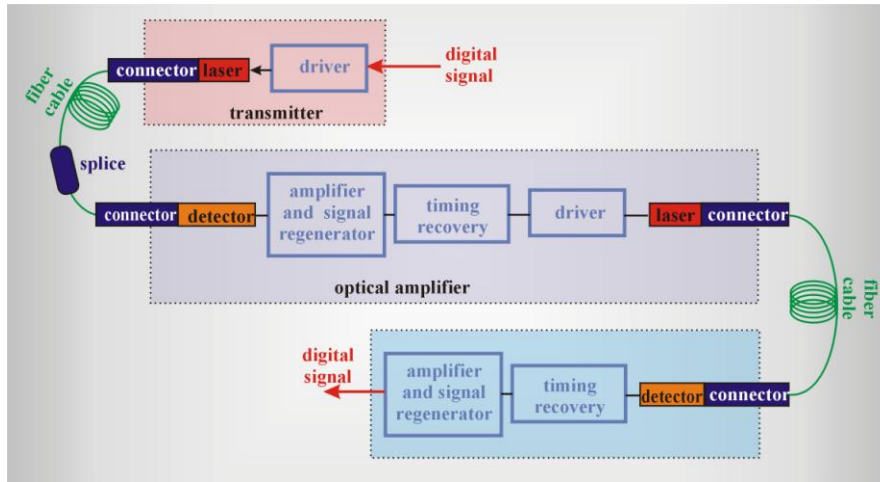 connector
laser
driver
digital
signal
transmitter
fiber
cable
splice
connector
detector
amplifier
and signal
regenerator
timing
recovery
driver
laser
connector
optical amplifier
fiber
cable
digital
signal
amplifier
and signal
regenerator
timing
recovery
detector
connector